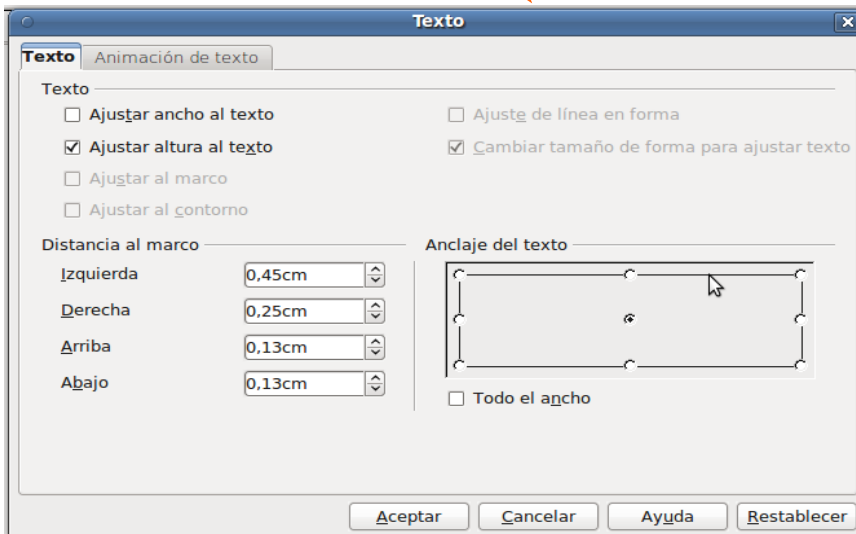 Texto
Texto Animación de texto
Texto
Ajustar ancho al texto
Ajuste de línea en forma
Ajustar altura al texto
Cambiar tamaño de forma para ajustar texto
Ajustar al marco
Ajustar al contorno
Distancia al marco
Anclaje del texto
Izquierda 0,45cm
Derecha 0,25cm
Arriba 0,13cm
Abajo 0,13cm
Todo el ancho
Aceptar Cancelar Ayuda Restablecer